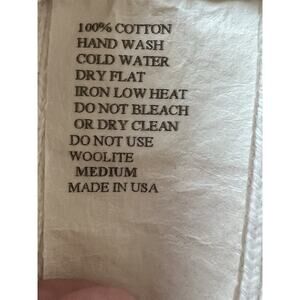 100% COTTON
HAND WASH
COLD WATER
DRY FLAT
IRON LOW HEAT
DO NOT BLEACH
OR DRY CLEAN
DO NOT USE
WOOLITE
MEDIUM
MADE IN USA